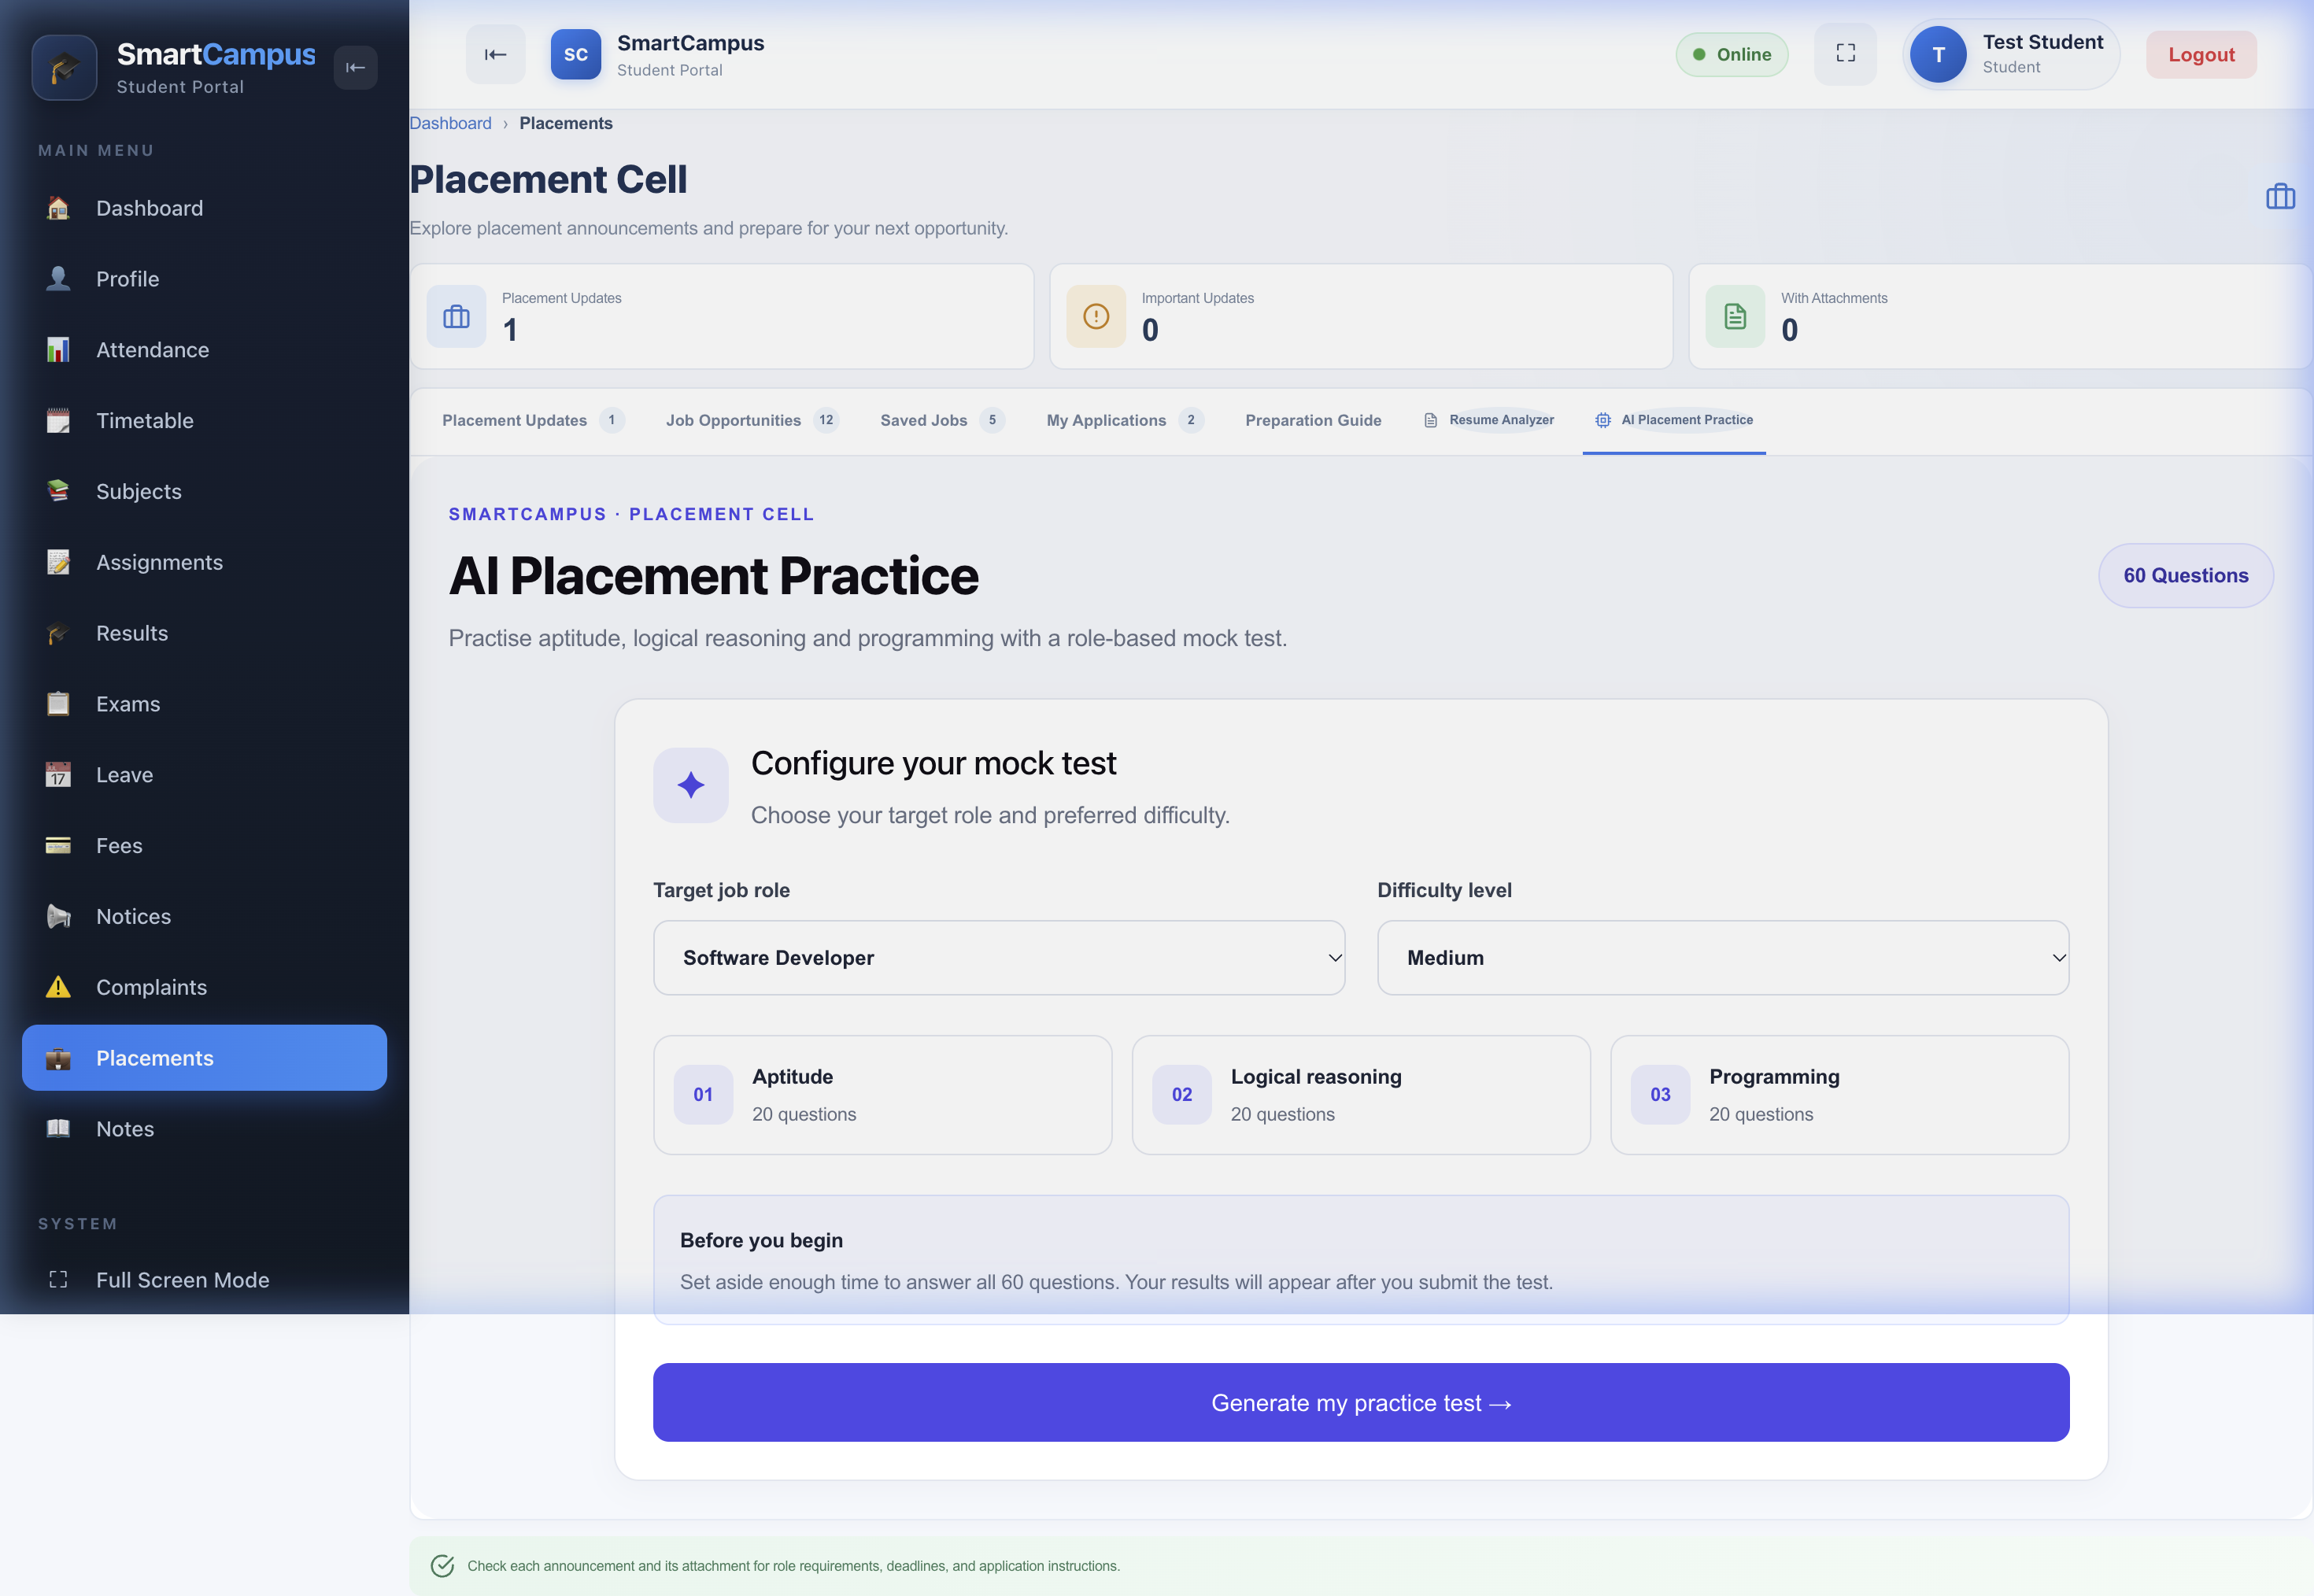 SmartCampus
Student Portal
MAIN MENU
Dashboard
Profile
Attendance
Timetable
Subjects
Assignments
Results
Exams
17
Leave
Fees
Notices
Complaints
Placements
Notes
SYSTEM
Full Screen Mode
SC
SmartCampus
Student Portal
Online
T
Test Student
Student
Logout
Dashboard › Placements
Placement Cell
Explore placement announcements and prepare for your next opportunity.
Placement Updates
1
Important Updates
0
With Attachments
0
Placement Updates 1 Job Opportunities 12 Saved Jobs 5 My Applications 2 Preparation Guide Resume Analyzer AI Placement Practice
SMARTCAMPUS · PLACEMENT CELL
AI Placement Practice
60 Questions
Practise aptitude, logical reasoning and programming with a role-based mock test.
Configure your mock test
Choose your target role and preferred difficulty.
Target job role
Software Developer
Difficulty level
Medium
01
Aptitude
20 questions
02
Logical reasoning
20 questions
03
Programming
20 questions
Before you begin
Set aside enough time to answer all 60 questions. Your results will appear after you submit the test.
Generate my practice test →
Check each announcement and its attachment for role requirements, deadlines, and application instructions.